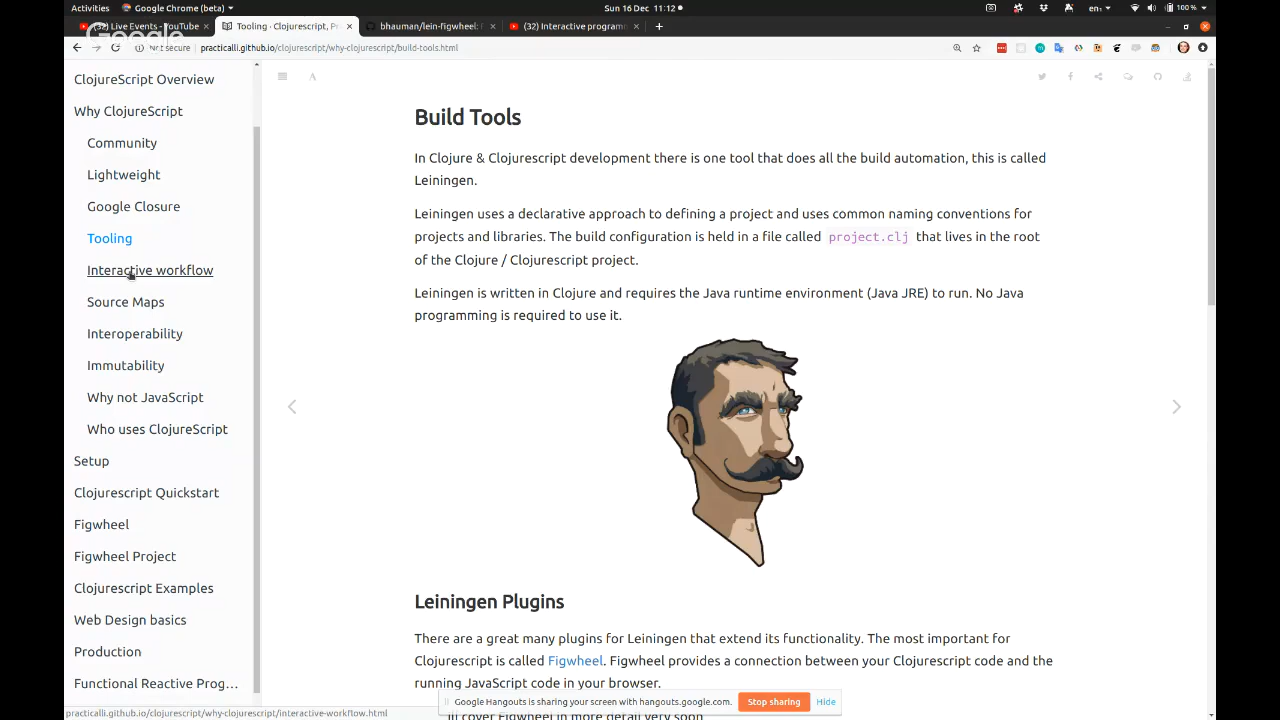 Activities
Google Chrome (beta)
Sun 16 Dec 11:12
en
100 %
(32) Live Events - YouTube
Tooling · Clojurescript, P
bhauman/lein-figwheel: F
(32) Interactive programm
Google
Not secure
practicalli.github.io/clojurescript/why-clojurescript/build-tools.html
ClojureScript Overview
Why ClojureScript
Community
Lightweight
Google Closure
Tooling
Interactive workflow
Source Maps
Interoperability
Immutability
Why not JavaScript
Who uses ClojureScript
Setup
Clojurescript Quickstart
Figwheel
Figwheel Project
Clojurescript Examples
Web Design basics
Production
Functional Reactive Prog…
A
Build Tools
In Clojure & Clojurescript development there is one tool that does all the build automation, this is called
Leiningen.
Leiningen uses a declarative approach to defining a project and uses common naming conventions for
projects and libraries. The build configuration is held in a file called project.clj that lives in the root
of the Clojure / Clojurescript project.
Leiningen is written in Clojure and requires the Java runtime environment (Java JRE) to run. No Java
programming is required to use it.
Leiningen Plugins
There are a great many plugins for Leiningen that extend its functionality. The most important for
Clojurescript is called Figwheel. Figwheel provides a connection between your Clojurescript code and the
running JavaScript code in your browser.
cover Figwheel in more detail very soon
Google Hangouts is sharing your screen with hangouts.google.com.
Stop sharing
Hide
practicalli.github.io/clojurescript/why-clojurescript/interactive-workflow.html